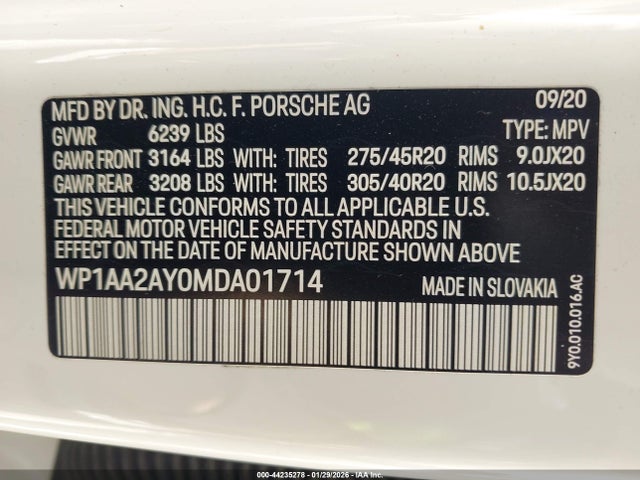 MFD BY DR. ING. H.C. F. PORSCHE AG 09/20
GVWR 6239 LBS TYPE: MPV
GAWR FRONT 3164 LBS WITH: TIRES 275/45R20 RIMS 9.0JX20
GAWR REAR 3208 LBS WITH: TIRES 305/40R20 RIMS 10.5JX20
THIS VEHICLE CONFORMS TO ALL APPLICABLE U.S.
FEDERAL MOTOR VEHICLE SAFETY STANDARDS IN
EFFECT ON THE DATE OF MANUFACTURE SHOWN ABOVE
WP1AA2AY0MDA01714 MADE IN SLOVAKIA
9Y0.010.016.AC
000-44235278 - 01/29/2026 - IAA Inc.